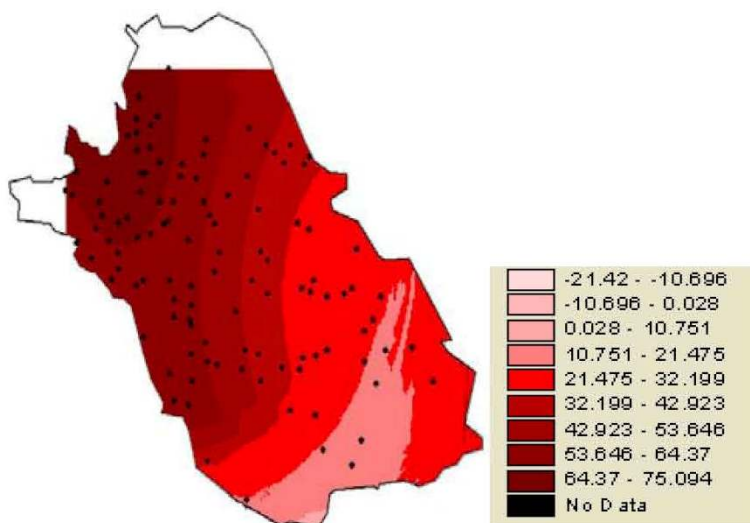 -21.42 - -10.696
-10.696 - 0.028
0.028 - 10.751
10.751 - 21.475
21.475 - 32.199
32.199 - 42.923
42.923 - 53.646
53.646 - 64.37
64.37 - 75.094
No Data